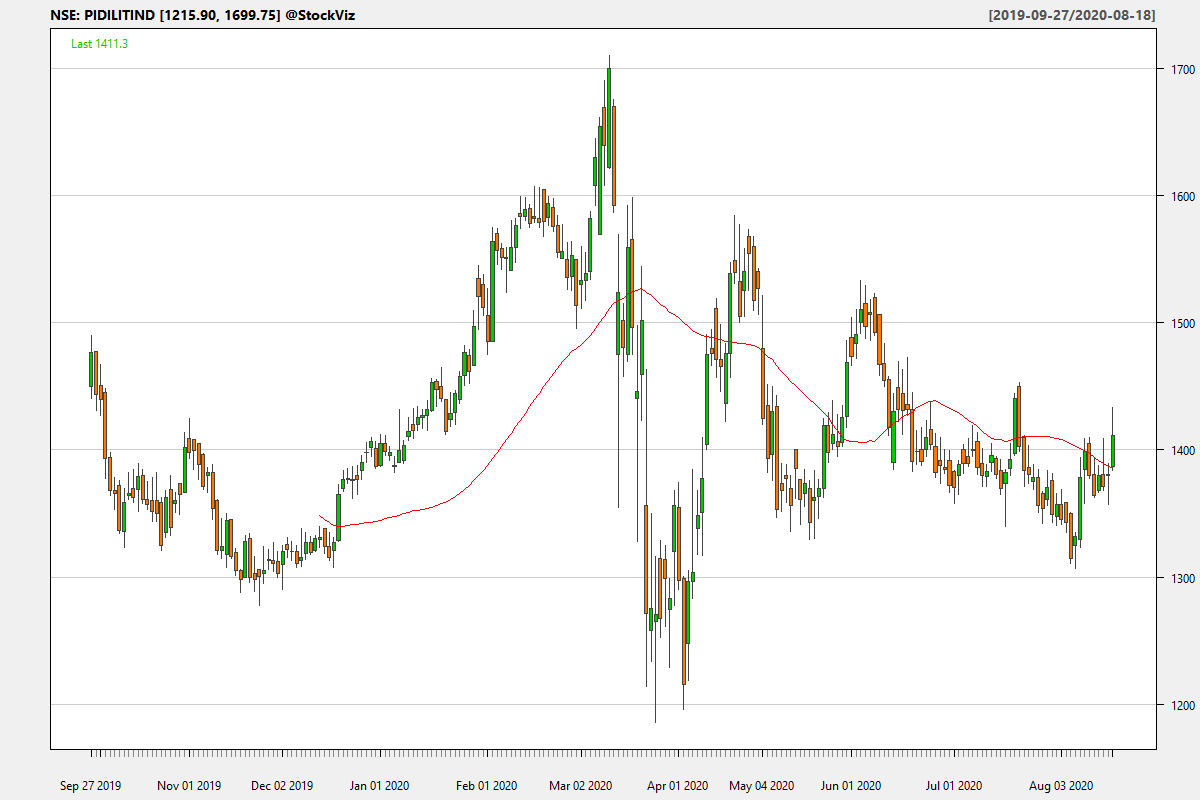 NSE: PIDILITIND [1215.90, 1699.75] @StockViz [2019-09-27/2020-08-18]
Last 1411.3
1700
1600
1500
1400
1300
1200
Sep 27 2019 Nov 01 2019 Dec 02 2019 Jan 01 2020 Feb 01 2020 Mar 02 2020 Apr 01 2020 May 04 2020 Jun 01 2020 Jul 01 2020 Aug 03 2020